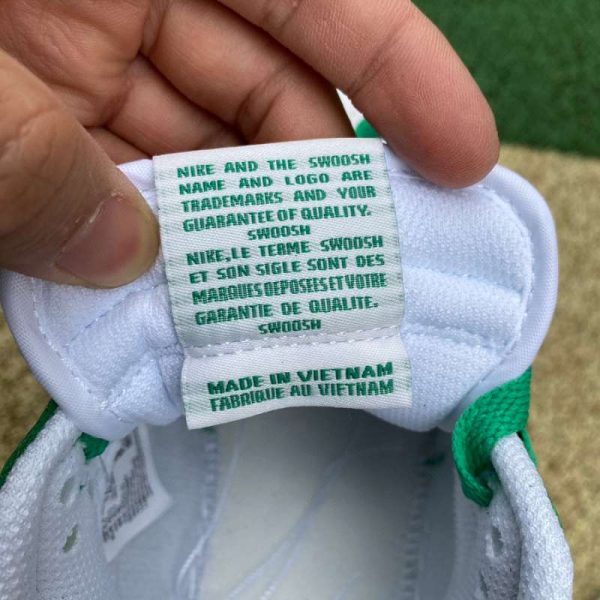 NIKE AND THE SWOOSH
NAME AND LOGO ARE
TRADEMARKS AND YOUR
GUARANTEE OF QUALITY.
SWOOSH
NIKE, LE TERME SWOOSH
ET SON SIGLE SONT DES
MARQUES DEPOSEES ET VOTRE
GARANTIE DE QUALITE.
SWOOSH
MADE IN VIETNAM
FABRIQUE AU VIETNAM